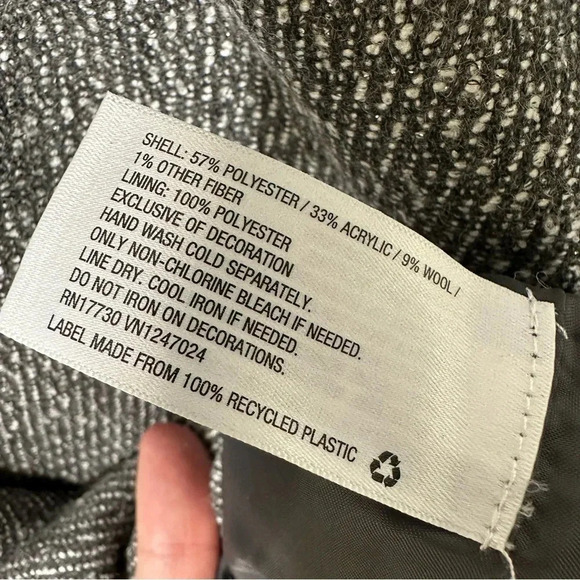 SHELL: 57% POLYESTER / 33% ACRYLIC / 9% WOOL /
1% OTHER FIBER
LINING: 100% POLYESTER
EXCLUSIVE OF DECORATION
HAND WASH COLD SEPARATELY.
ONLY NON-CHLORINE BLEACH IF NEEDED.
LINE DRY. COOL IRON IF NEEDED.
DO NOT IRON ON DECORATIONS.
RN17730 VN1247024
LABEL MADE FROM 100% RECYCLED PLASTIC